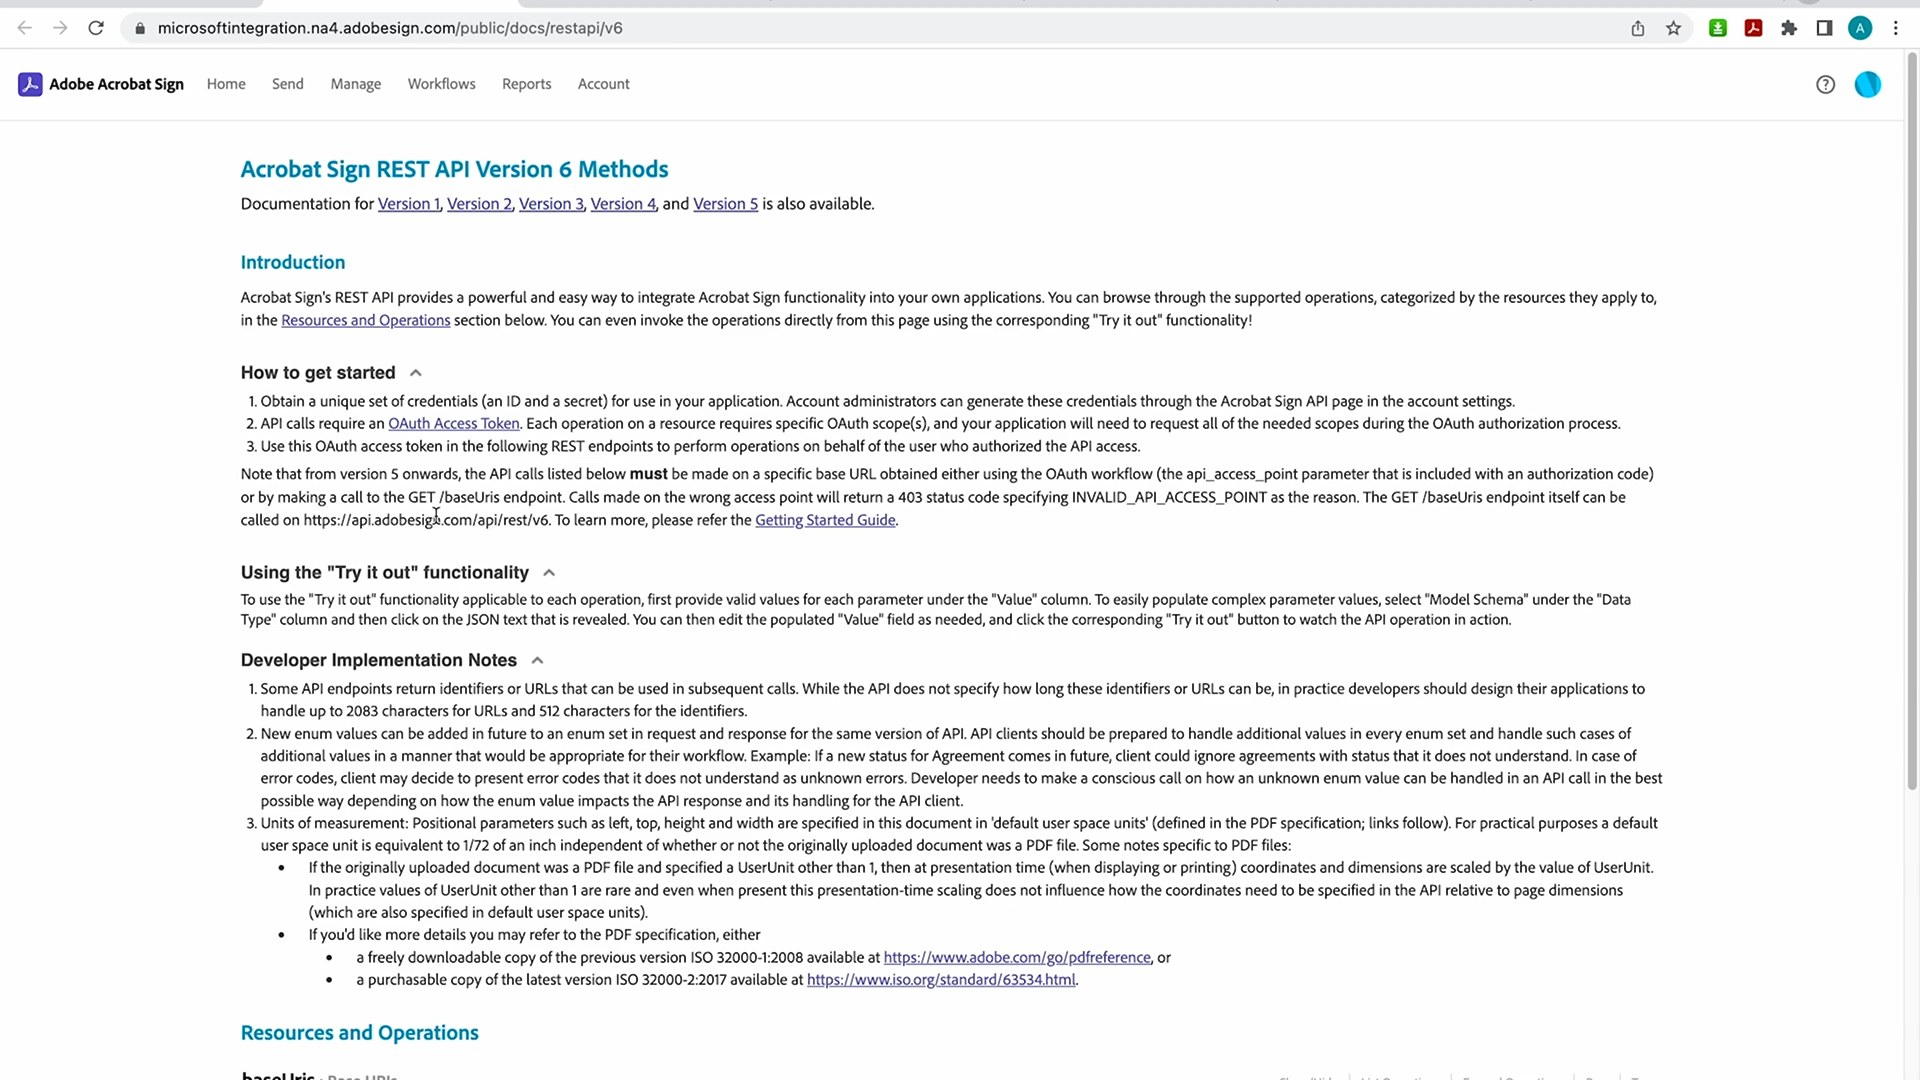 microsoftintegration.na4.adobesign.com/public/docs/restapi/v6
A
Adobe Acrobat Sign Home Send Manage Workflows Reports Account
Acrobat Sign REST API Version 6 Methods
Documentation for Version 1, Version 2, Version 3, Version 4, and Version 5 is also available.
Introduction
Acrobat Sign's REST API provides a powerful and easy way to integrate Acrobat Sign functionality into your own applications. You can browse through the supported operations, categorized by the resources they apply to,
in the Resources and Operations section below. You can even invoke the operations directly from this page using the corresponding "Try it out" functionality!
How to get started
1. Obtain a unique set of credentials (an ID and a secret) for use in your application. Account administrators can generate these credentials through the Acrobat Sign API page in the account settings.
2. API calls require an OAuth Access Token. Each operation on a resource requires specific OAuth scope(s), and your application will need to request all of the needed scopes during the OAuth authorization process.
3. Use this OAuth access token in the following REST endpoints to perform operations on behalf of the user who authorized the API access.
Note that from version 5 onwards, the API calls listed below must be made on a specific base URL obtained either using the OAuth workflow (the api_access_point parameter that is included with an authorization code)
or by making a call to the GET /baseUris endpoint. Calls made on the wrong access point will return a 403 status code specifying INVALID_API_ACCESS_POINT as the reason. The GET /baseUris endpoint itself can be
called on https://api.adobesign.com/api/rest/v6. To learn more, please refer the Getting Started Guide.
Using the "Try it out" functionality
To use the "Try it out" functionality applicable to each operation, first provide valid values for each parameter under the "Value" column. To easily populate complex parameter values, select "Model Schema" under the "Data
Type" column and then click on the JSON text that is revealed. You can then edit the populated "Value" field as needed, and click the corresponding "Try it out" button to watch the API operation in action.
Developer Implementation Notes
1. Some API endpoints return identifiers or URLs that can be used in subsequent calls. While the API does not specify how long these identifiers or URLs can be, in practice developers should design their applications to
handle up to 2083 characters for URLs and 512 characters for the identifiers.
2. New enum values can be added in future to an enum set in request and response for the same version of API. API clients should be prepared to handle additional values in every enum set and handle such cases of
additional values in a manner that would be appropriate for their workflow. Example: If a new status for Agreement comes in future, client could ignore agreements with status that it does not understand. In case of
error codes, client may decide to present error codes that it does not understand as unknown errors. Developer needs to make a conscious call on how an unknown enum value can be handled in an API call in the best
possible way depending on how the enum value impacts the API response and its handling for the API client.
3. Units of measurement: Positional parameters such as left, top, height and width are specified in this document in 'default user space units' (defined in the PDF specification; links follow). For practical purposes a default
user space unit is equivalent to 1/72 of an inch independent of whether or not the originally uploaded document was a PDF file. Some notes specific to PDF files:
• If the originally uploaded document was a PDF file and specified a UserUnit other than 1, then at presentation time (when displaying or printing) coordinates and dimensions are scaled by the value of UserUnit.
In practice values of UserUnit other than 1 are rare and even when present this presentation-time scaling does not influence how the coordinates need to be specified in the API relative to page dimensions
(which are also specified in default user space units).
• If you'd like more details you may refer to the PDF specification, either
• a freely downloadable copy of the previous version ISO 32000-1:2008 available at https://www.adobe.com/go/pdfreference, or
• a purchasable copy of the latest version ISO 32000-2:2017 available at https://www.iso.org/standard/63534.html.
Resources and Operations
baseUris : Base URIs